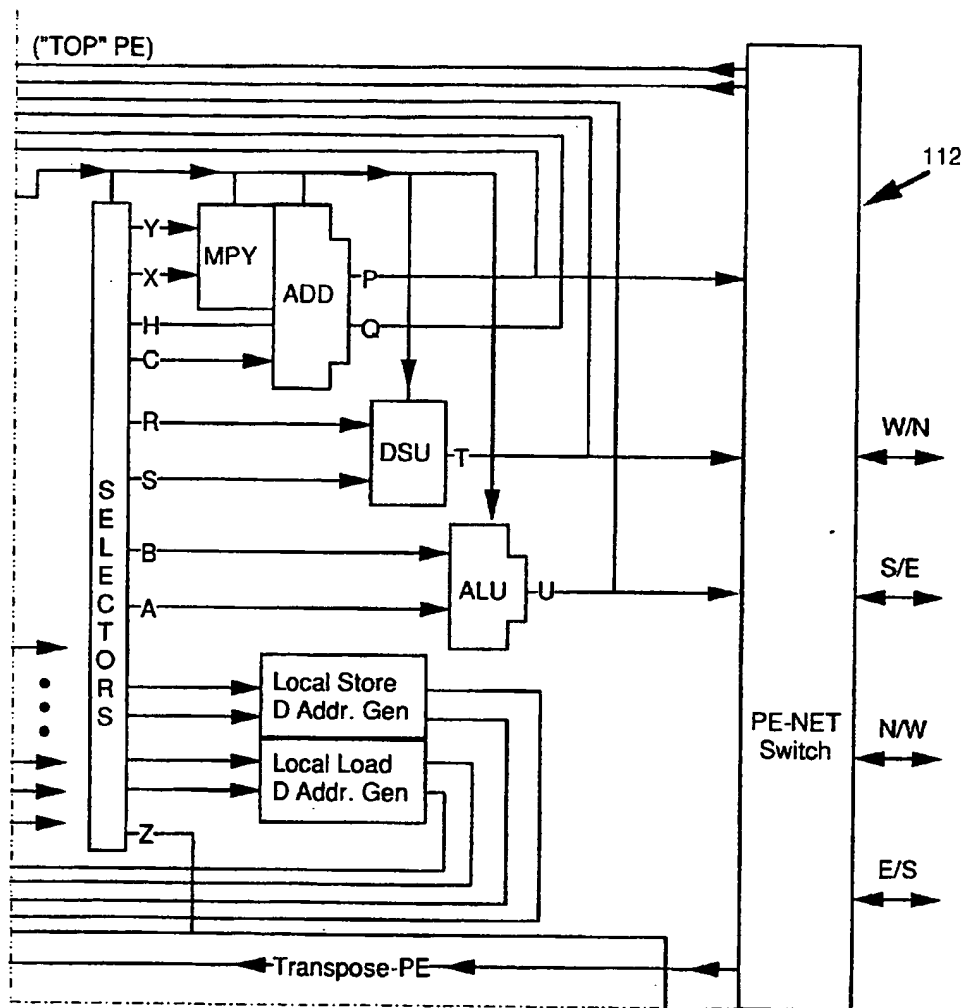 ("TOP" PE)
112
Y
MPY
X
ADD
P
H
Q
C
R
DSU
T
S
W/N
B
ALU
U
A
S/E
SELECTORS
Local Store
D Addr. Gen
Local Load
D Addr. Gen
PE-NET
Switch
N/W
Z
E/S
Transpose-PE